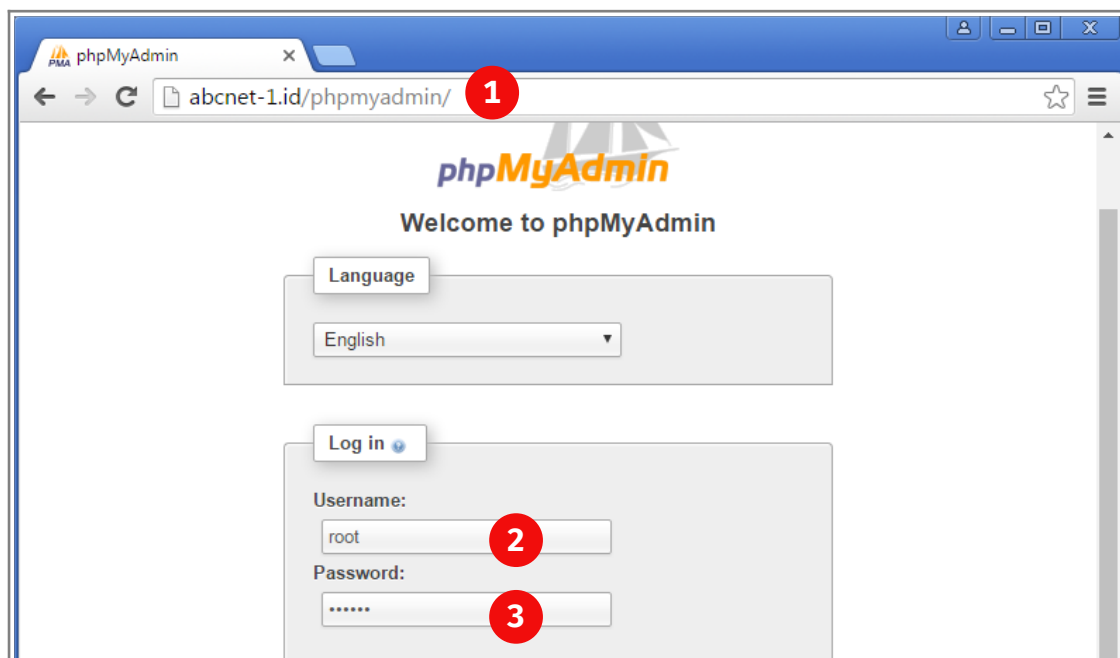 PMA phpMyAdmin
abcnet-1.id/phpmyadmin/ 1
phpMyAdmin
Welcome to phpMyAdmin
Language
English
Log in
Username:
root 2
Password:
•••••• 3